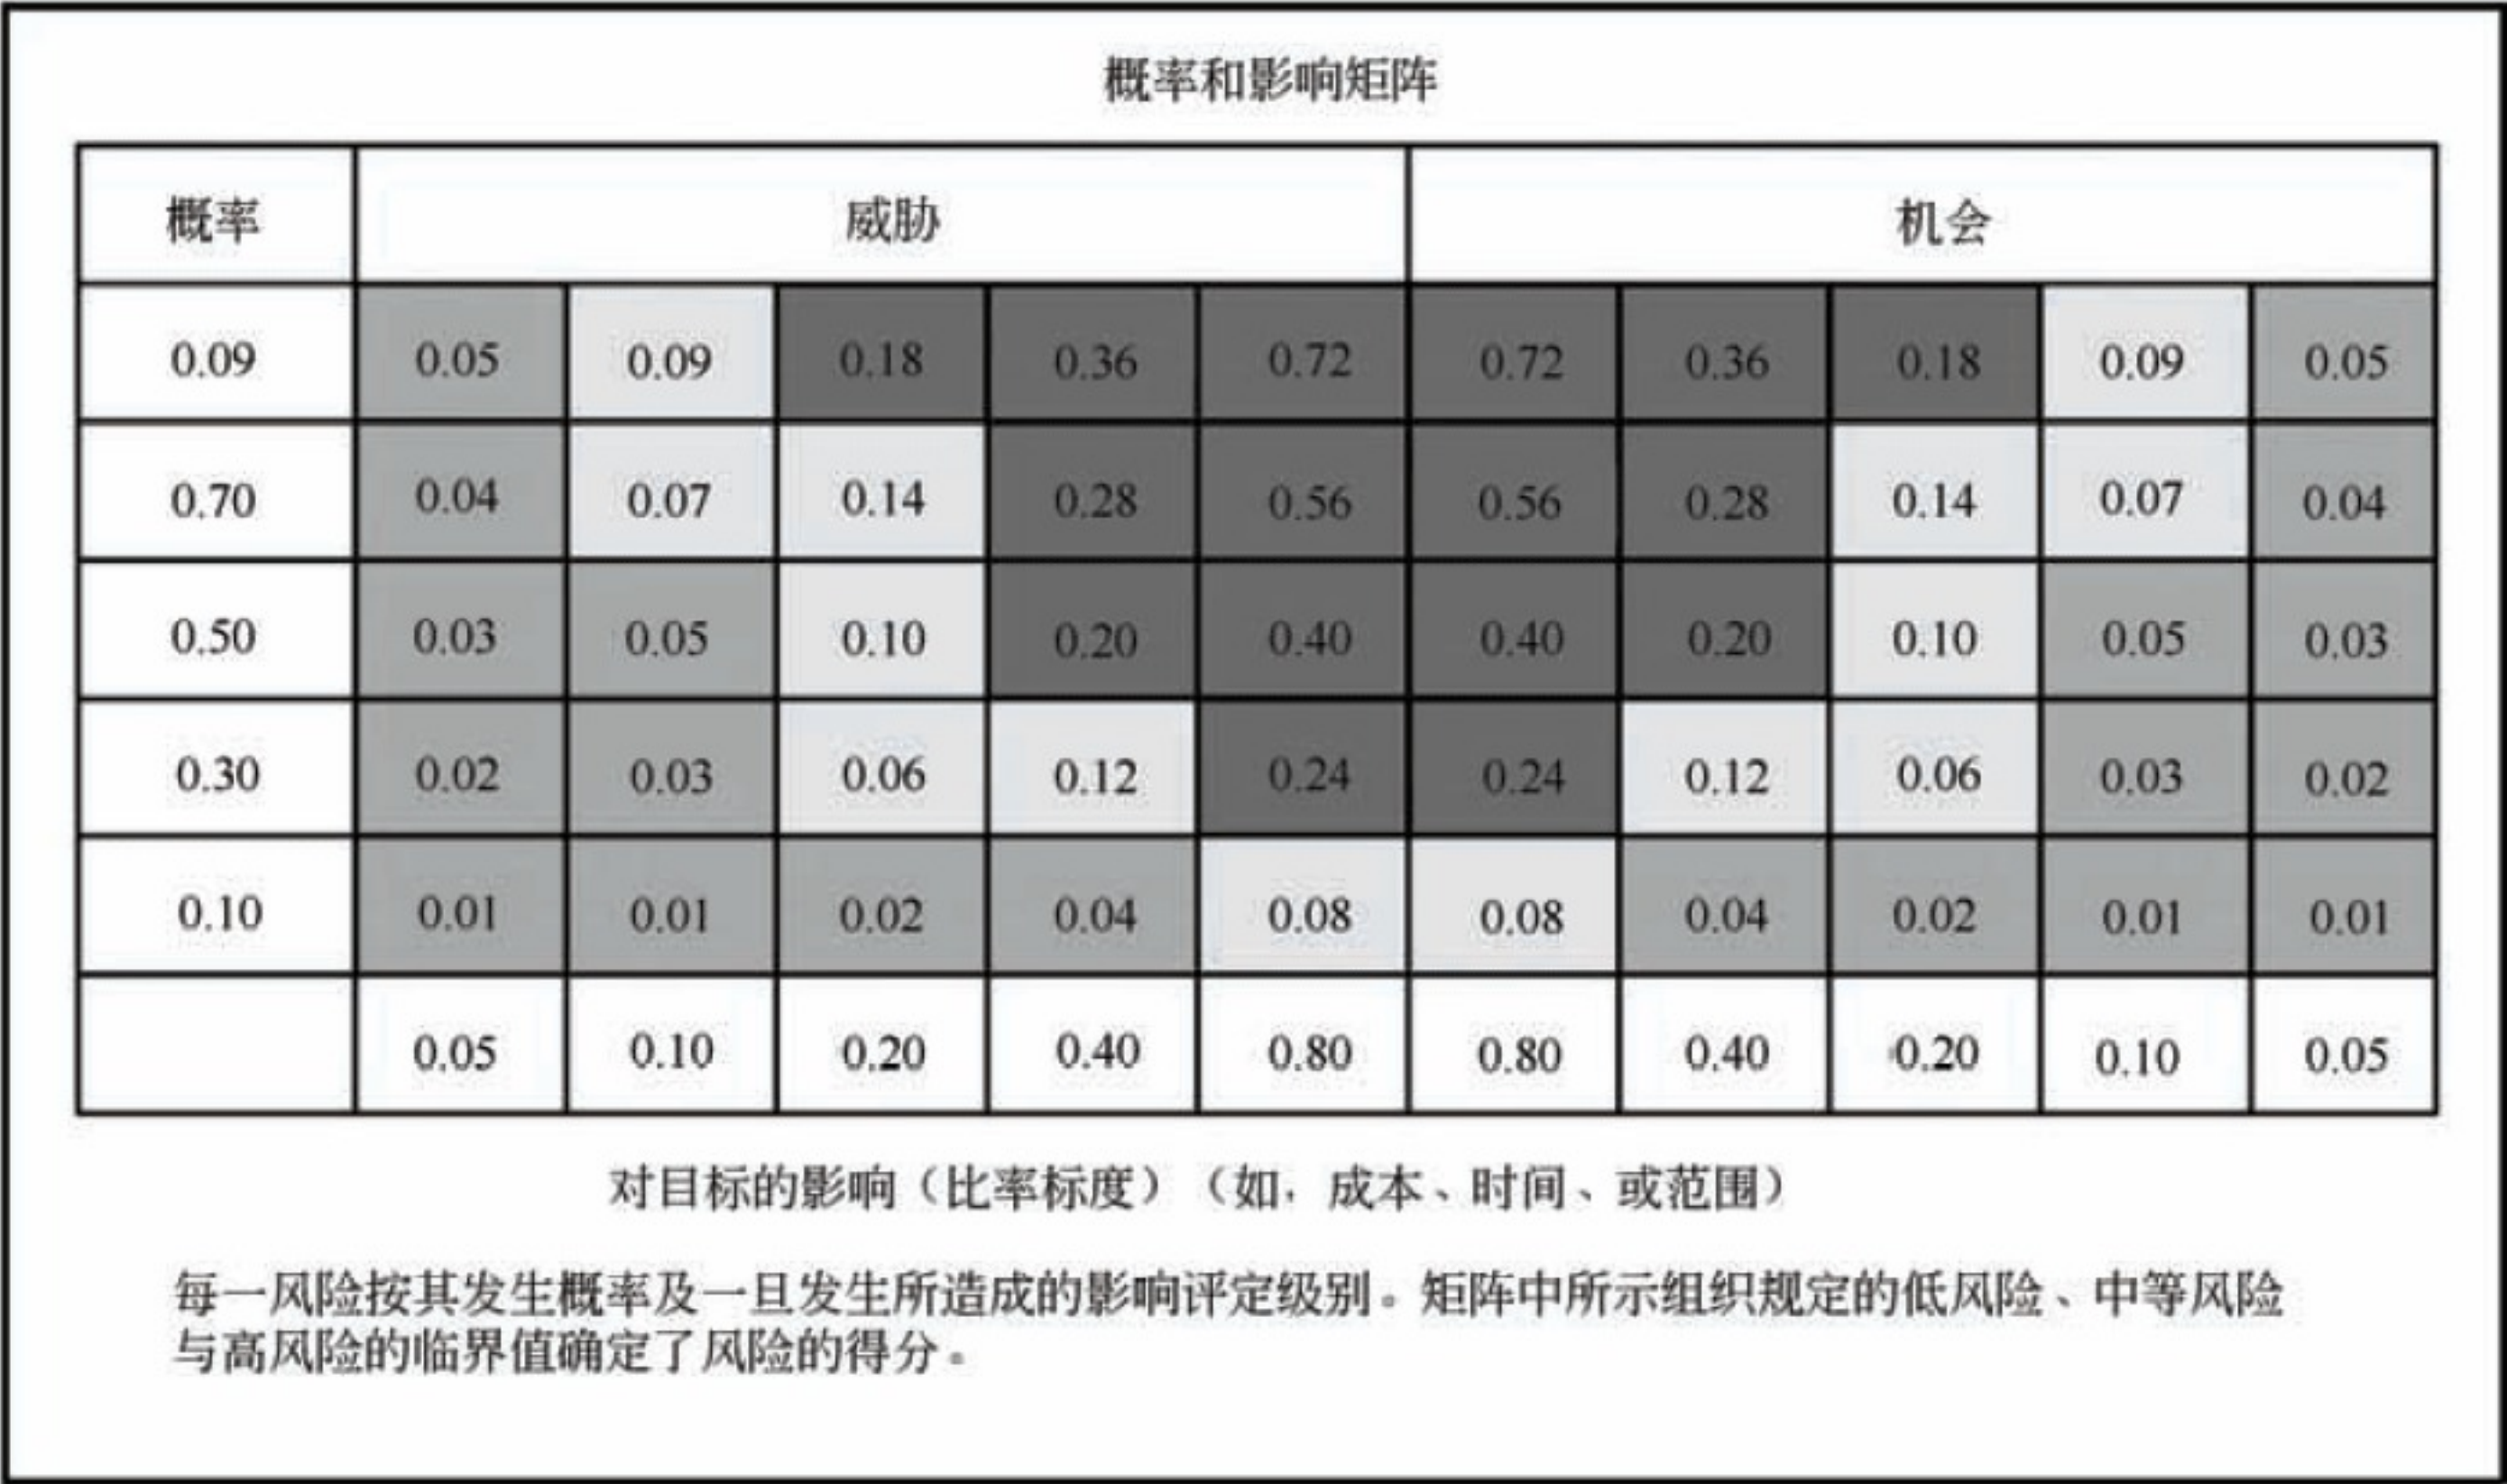 概率和影响矩阵
概率 威胁 机会
0.09 0.05 0.09 0.18 0.36 0.72 0.72 0.36 0.18 0.09 0.05
0.70 0.04 0.07 0.14 0.28 0.56 0.56 0.28 0.14 0.07 0.04
0.50 0.03 0.05 0.10 0.20 0.40 0.40 0.20 0.10 0.05 0.03
0.30 0.02 0.03 0.06 0.12 0.24 0.24 0.12 0.06 0.03 0.02
0.10 0.01 0.01 0.02 0.04 0.08 0.08 0.04 0.02 0.01 0.01
0.05 0.10 0.20 0.40 0.80 0.80 0.40 0.20 0.10 0.05
对目标的影响（比率标度）（如，成本、时间、或范围）
每一风险按其发生概率及一旦发生所造成的影响评定级别。矩阵中所示组织规定的低风险、中等风险
与高风险的临界值确定了风险的得分。